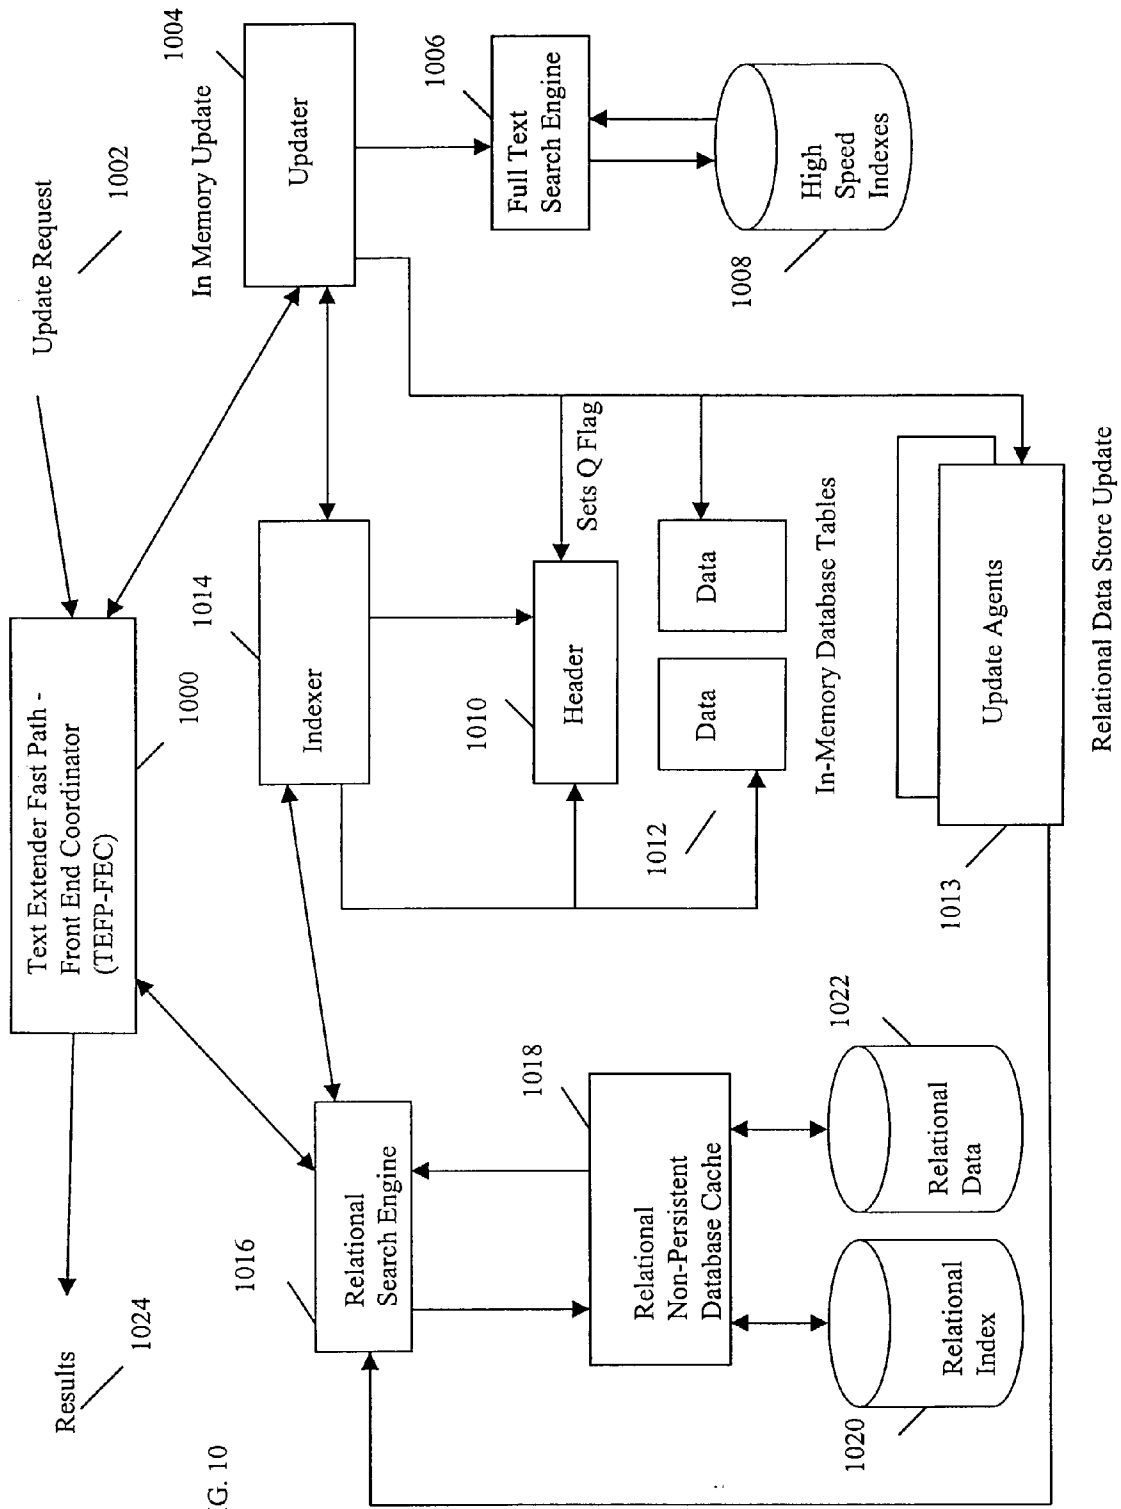 Update Request
1002
In Memory Update
1004
Updater
1006
Full Text
Search Engine
High
Speed
Indexes
1008
Text Extender Fast Path -
Front End Coordinator
(TEFP-FEC)
1000
1014
Indexer
Sets Q Flag
1010
Header
Data
Data
1012
In-Memory Database Tables
Update Agents
1013
Relational Data Store Update
Results
1024
1016
Relational
Search Engine
1018
Relational
Non-Persistent
Database Cache
1022
Relational
Data
Relational
Index
1020
G. 10